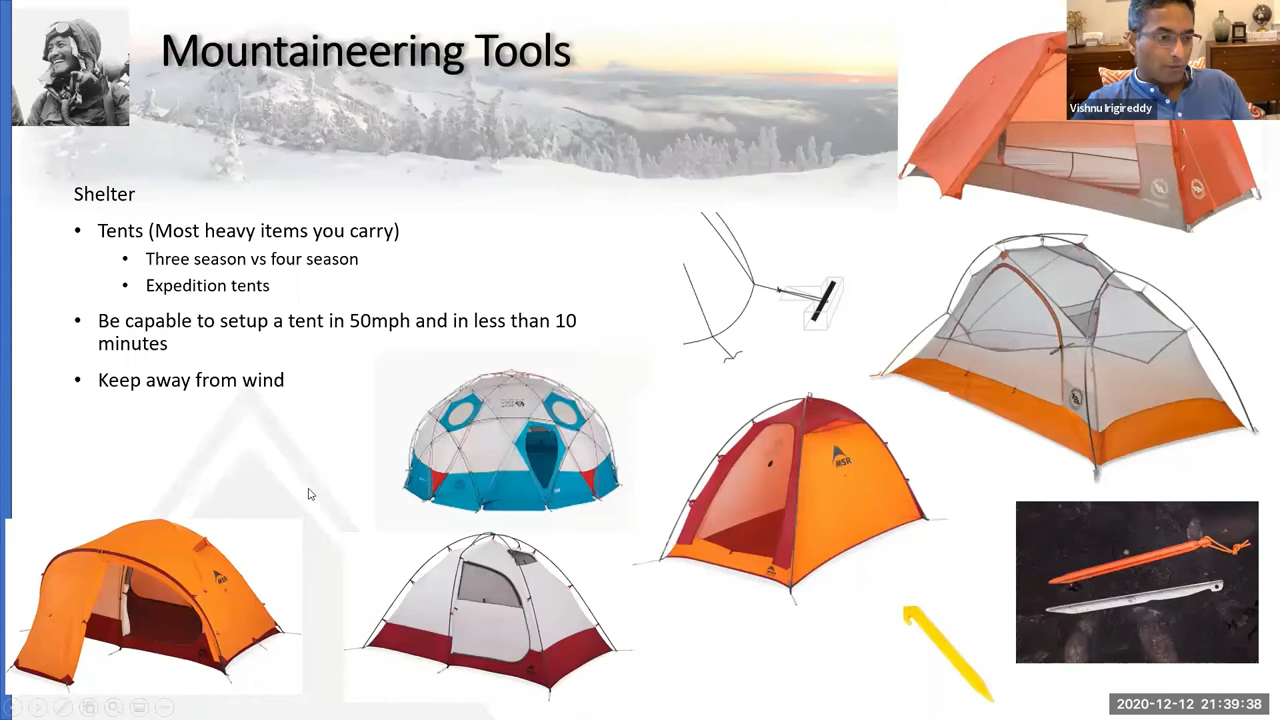 Mountaineering Tools
Vishnu Irigireddy
Shelter
• Tents (Most heavy items you carry)
• Three season vs four season
• Expedition tents
• Be capable to setup a tent in 50mph and in less than 10
minutes
• Keep away from wind
MSR
MSR
2020-12-12 21:39:38